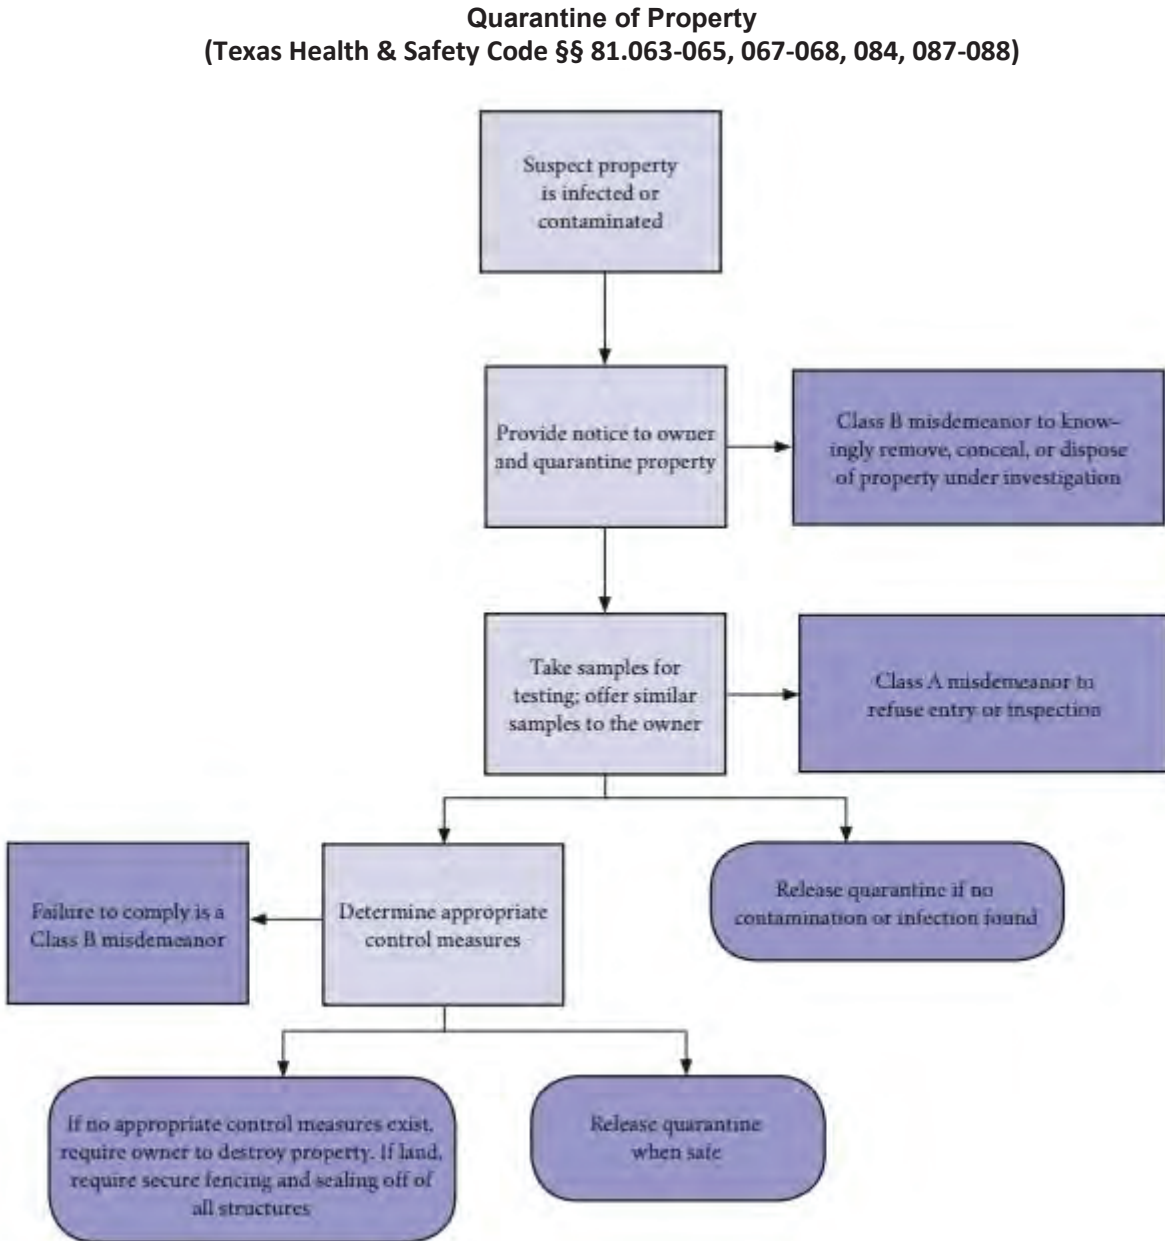 Quarantine of Property
(Texas Health & Safety Code §§ 81.063-065, 067-068, 084, 087-088)
Suspect property
is infected or
contaminated
Provide notice to owner
and quarantine property
Class B misdemeanor to know-
ingly remove, conceal, or dispose
of property under investigation
Take samples for
testing; offer similar
samples to the owner
Class A misdemeanor to
refuse entry or inspection
Failure to comply is a
Class B misdemeanor
Determine appropriate
control measures
Release quarantine if no
contamination or infection found
If no appropriate control measures exist,
require owner to destroy property. If land,
require secure fencing and sealing off of
all structures
Release quarantine
when safe